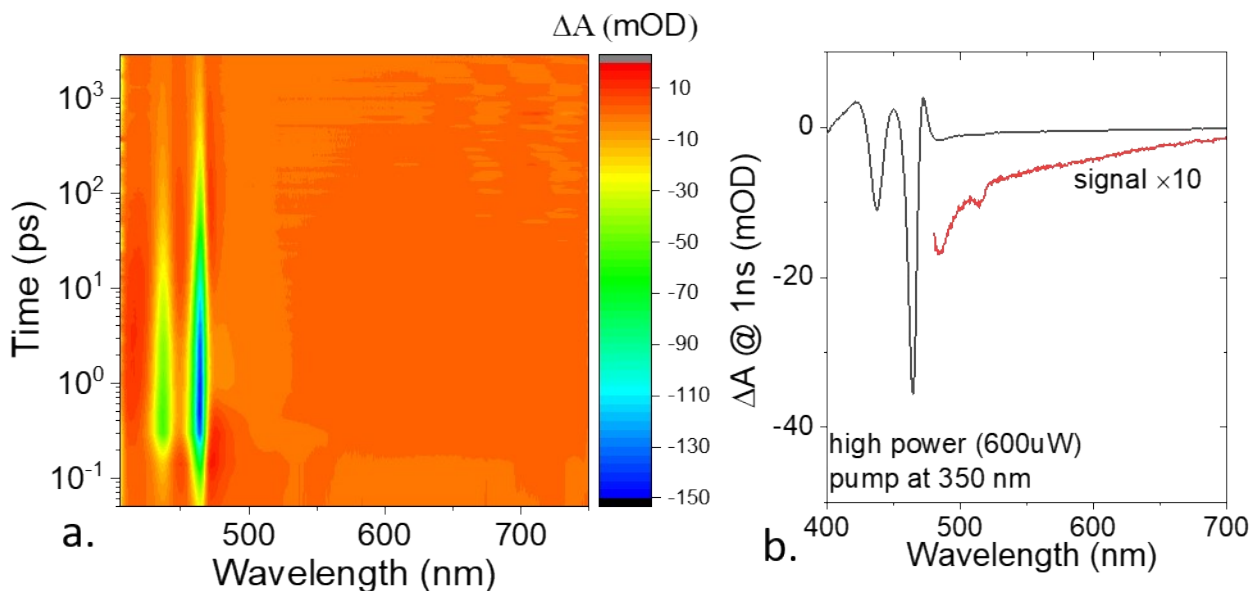 ΔA (mOD)
10³
10²
10¹
10⁰
10⁻¹
Time (ps)
500
600
700
Wavelength (nm)
a.
10
-10
-30
-50
-70
-90
-110
-130
-150
0
-20
-40
ΔA @ 1ns (mOD)
signal ×10
high power (600uW)
pump at 350 nm
400
500
600
700
Wavelength (nm)
b.